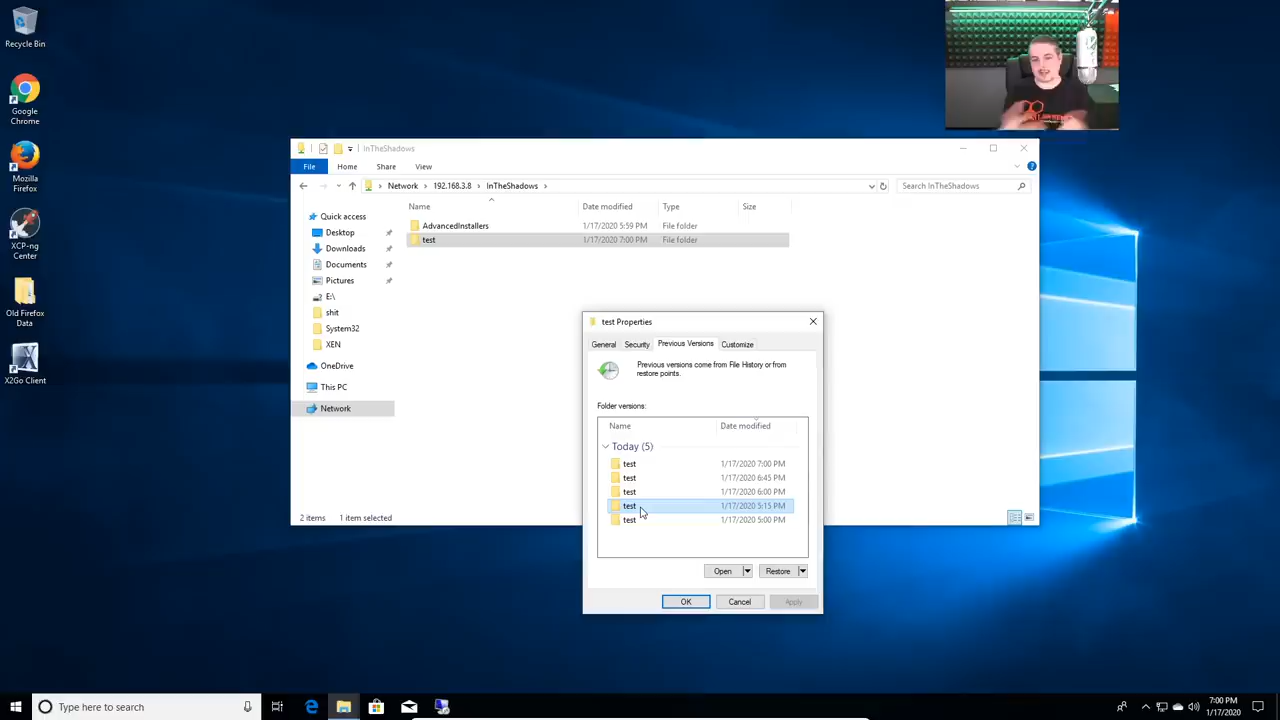 Recycle Bin
Google
Chrome
Mozilla
Firefox
XCP-ng
Center
Old Firefox
Data
X2Go Client
InTheShadows
File
Home
Share
View
Network
192.168.3.8
InTheShadows
Search InTheShadows
Quick access
Desktop
Downloads
Documents
Pictures
E:\
shit
System32
XEN
OneDrive
This PC
Network
Name
Date modified
Type
Size
AdvancedInstallers
1/17/2020 5:59 PM
File folder
test
1/17/2020 7:00 PM
File folder
2 items
1 item selected
test Properties
General
Security
Previous Versions
Customize
Previous versions come from File History or from
restore points.
Folder versions:
Name
Date modified
Today (5)
test
1/17/2020 7:00 PM
test
1/17/2020 6:45 PM
test
1/17/2020 6:00 PM
test
1/17/2020 5:15 PM
test
1/17/2020 5:00 PM
Open
Restore
OK
Cancel
Apply
Type here to search
7:00 PM
1/17/2020